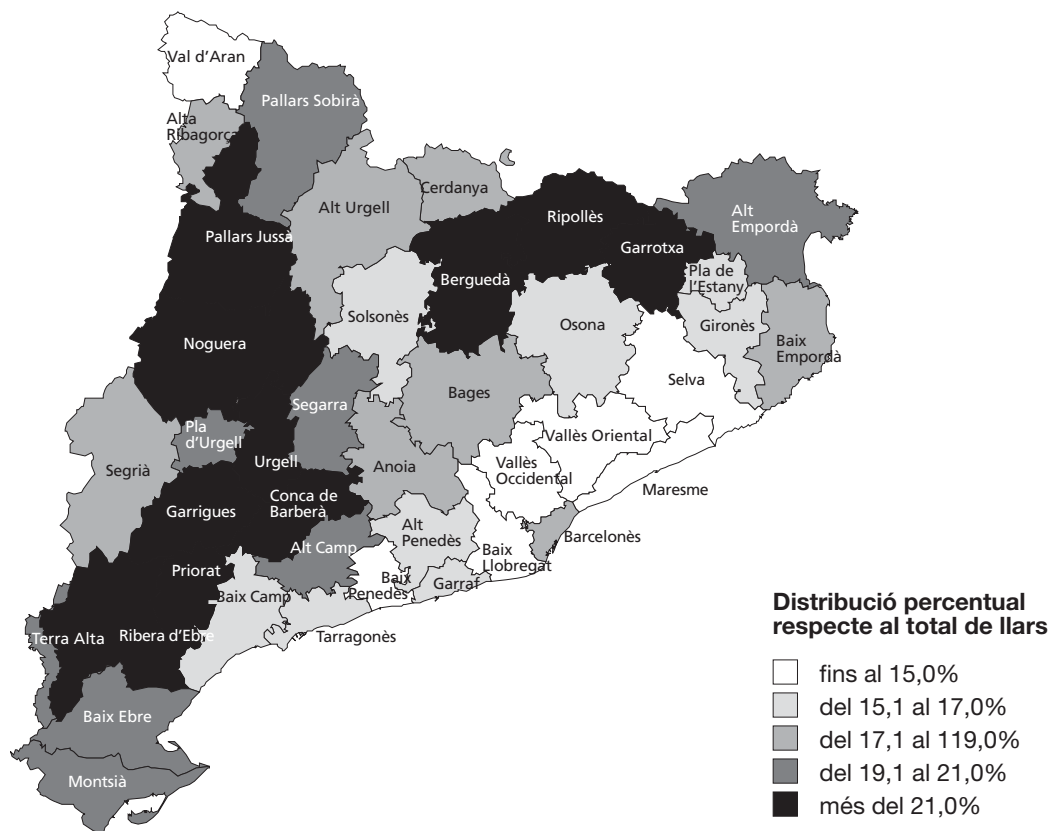 Val d’Aran
Pallars Sobirà
Alta
Ribagorça
Cerdanya
Alt Urgell
Ripollès
Alt
Empordà
Pallars Jussà
Garrotxa
Pla de
l’Estany
Berguedà
Solsonès
Osona
Gironès
Baix
Empordà
Noguera
Selva
Bages
Segarra
Pla
d’Urgell
Vallès Oriental
Urgell
Anoia
Vallès
Occidental
Segrià
Maresme
Conca de
Barberà
Garrigues
Alt
Penedès
Barcelonès
Alt Camp
Baix
Llobregat
Priorat
Baix
Penedès
Garraf
Baix Camp
Terra Alta
Ribera d’Ebre
Tarragonès
Baix Ebre
Montsià
Distribució percentual
respecte al total de llars
fins al 15,0%
del 15,1 al 17,0%
del 17,1 al 119,0%
del 19,1 al 21,0%
més del 21,0%